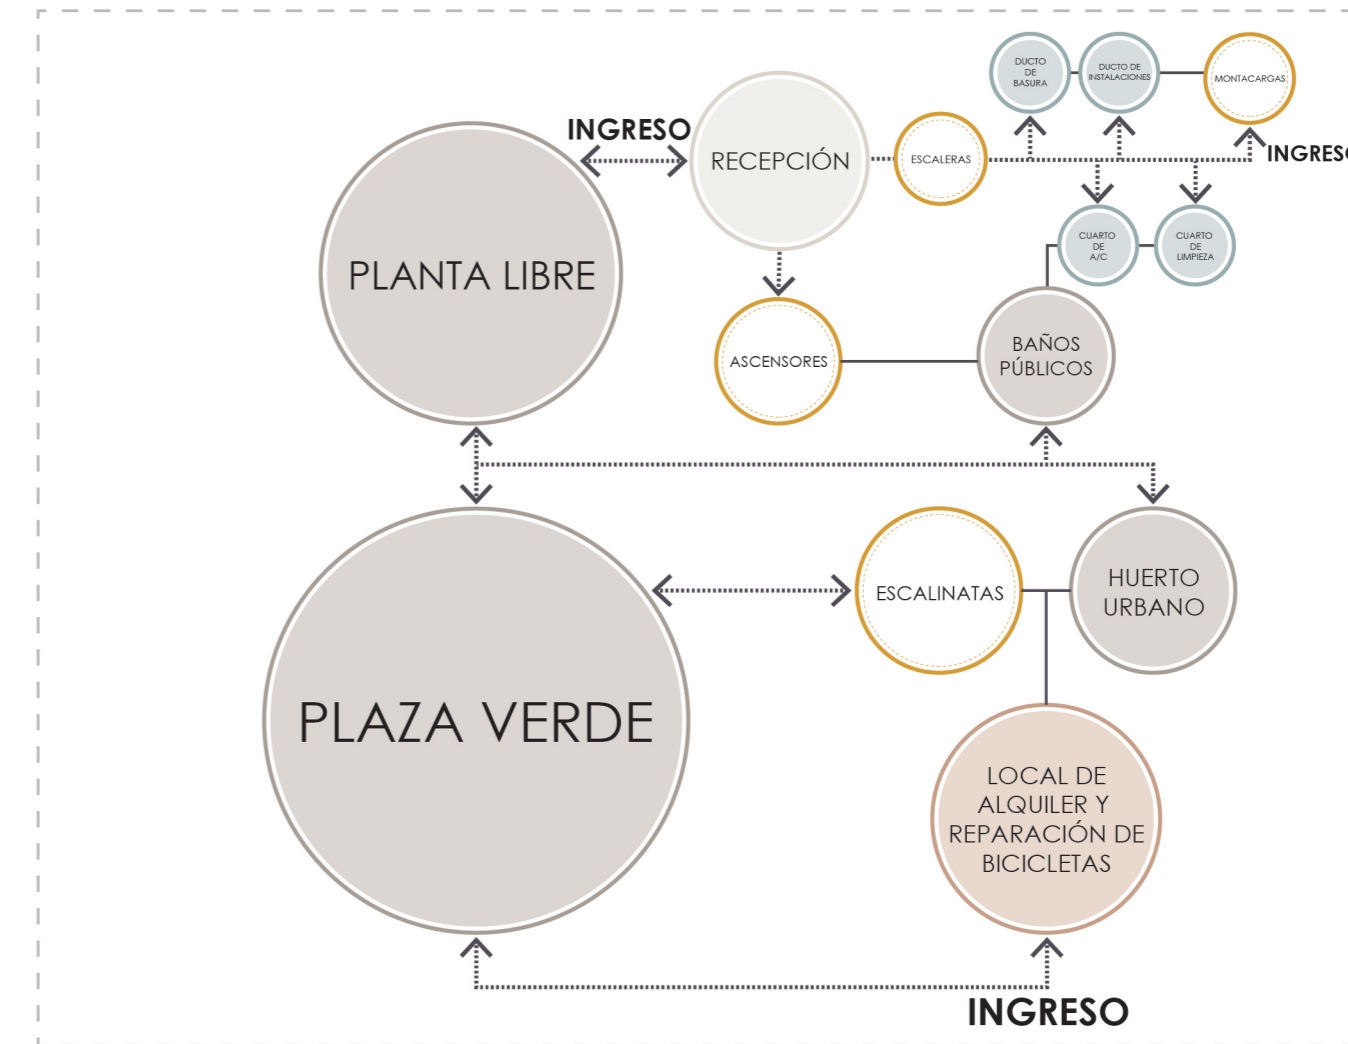 DUCTO
DE
BASURA
DUCTO DE
INSTALACIONES
MONTACARGAS
INGRESO
RECEPCIÓN
ESCALERAS
INGRESO
PLANTA LIBRE
CUARTO
DE
A/C
CUARTO
DE
LIMPIEZA
ASCENSORES
BAÑOS
PÚBLICOS
ESCALINATAS
HUERTO
URBANO
PLAZA VERDE
LOCAL DE
ALQUILER Y
REPARACIÓN DE
BICICLETAS
INGRESO